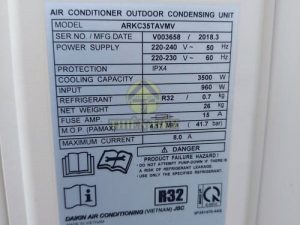 AIR CONDITIONER OUTDOOR CONDENSING UNIT
MODEL ARKC35TAVMV
SER.NO. / MFG.DATE V003658 / 2018.3
POWER SUPPLY 220-240 V ~ 50 Hz
220-230 V ~ 60 Hz
PROTECTION IPX4
COOLING CAPACITY 3500 W
INPUT 960 W
REFRIGERANT R32 / 0.7 kg
NET WEIGHT 26 kg
FUSE AMP. 15 A
M.O.P. (PAMAX) 4.17 MPa ( 41.7 bar)
MAXIMUM CURRENT 8.0 A
DANGER
PRODUCT MAY EXPLODE
R32
DAIKIN AIR CONDITIONING (VIETNAM) JSC